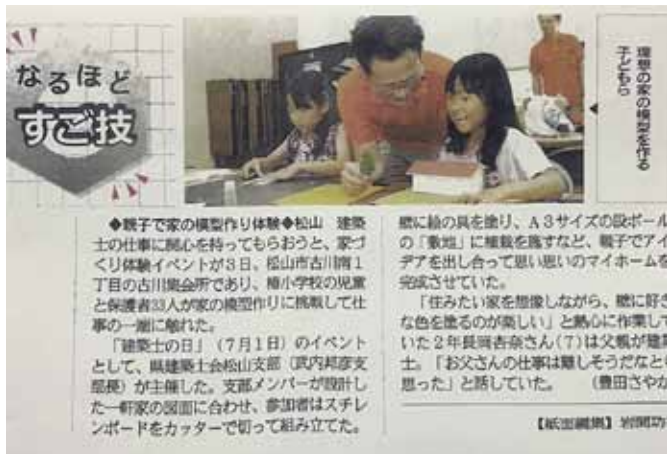 なるほど
すご技
理想の家の模型を作る
子どもら
◆親子で家の模型作り体験◆松山　建築
士の仕事に関心を持ってもらおうと、家づ
くり体験イベントが3日、松山市古川南1
丁目の古川集会所であり、椿小学校の児童
と保護者33人が家の模型作りに挑戦して仕
事の一端に触れた。
「建築士の日」（7月1日）のイベント
として、県建築士会松山支部（武内邦彦支
部長）が主催した。支部メンバーが設計し
た一軒家の図面に合わせ、参加者はスチレ
ンボードをカッターで切って組み立てた。
壁に絵の具を塗り、A3サイズの段ボール
の「敷地」に植栽を施すなど、親子でアイ
デアを出し合って思い思いのマイホームを
完成させていた。
「住みたい家を想像しながら、壁に好き
な色を塗るのが楽しい」と熱心に作業して
いた2年長岡杏奈さん(7)は父親が建築
士。「お父さんの仕事は難しそうだなと
思った」と話していた。　（豊田さやか
【紙面編集】岩間功